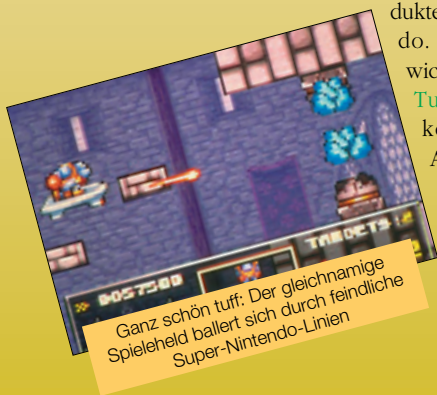 dukte
do.
wic
Tu
k
A
0057500
TARGETS
Ganz schön tuff: Der gleichnamige
Spieleheld ballert sich durch feindliche
Super-Nintendo-Linien